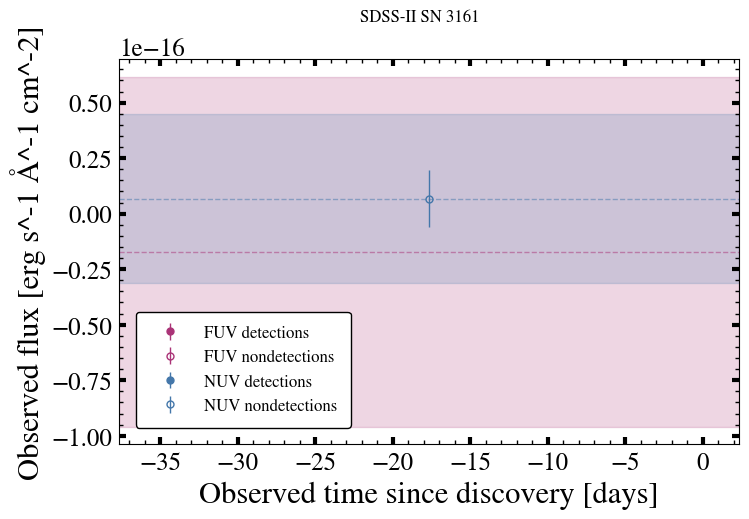 SDSS-II SN 3161
1e−16
Observed flux [erg s^-1 Å^-1 cm^-2]
0.50
0.25
0.00
−0.25
−0.50
−0.75
−1.00
FUV detections
FUV nondetections
NUV detections
NUV nondetections
−35 −30 −25 −20 −15 −10 −5 0
Observed time since discovery [days]